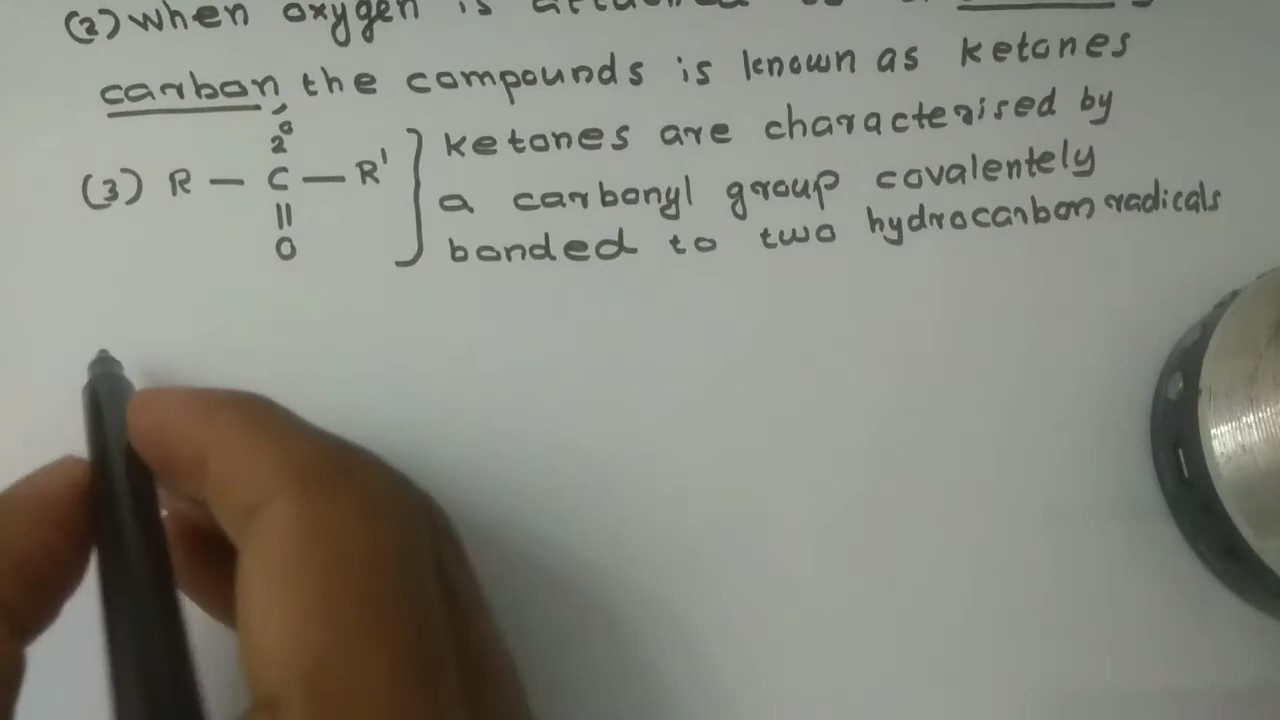 (2) when oxygen is
carbon the compounds is known as ketones
2°
(3) R — C — R' ] ketones are characterised by
||
O
a carbonyl group covalentely
bonded to two hydrocarbon radicals